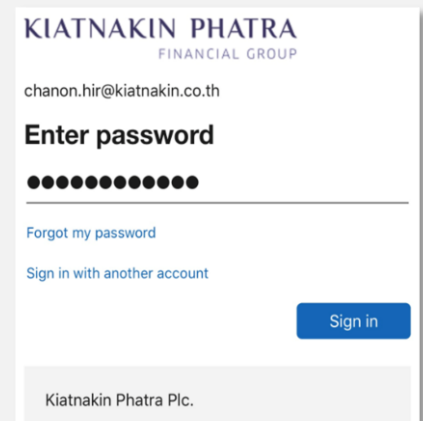 KIATNAKIN PHATRA
FINANCIAL GROUP
chanon.hir@kiatnakin.co.th
Enter password
●●●●●●●●●●●●
Forgot my password
Sign in with another account
Sign in
Kiatnakin Phatra Plc.